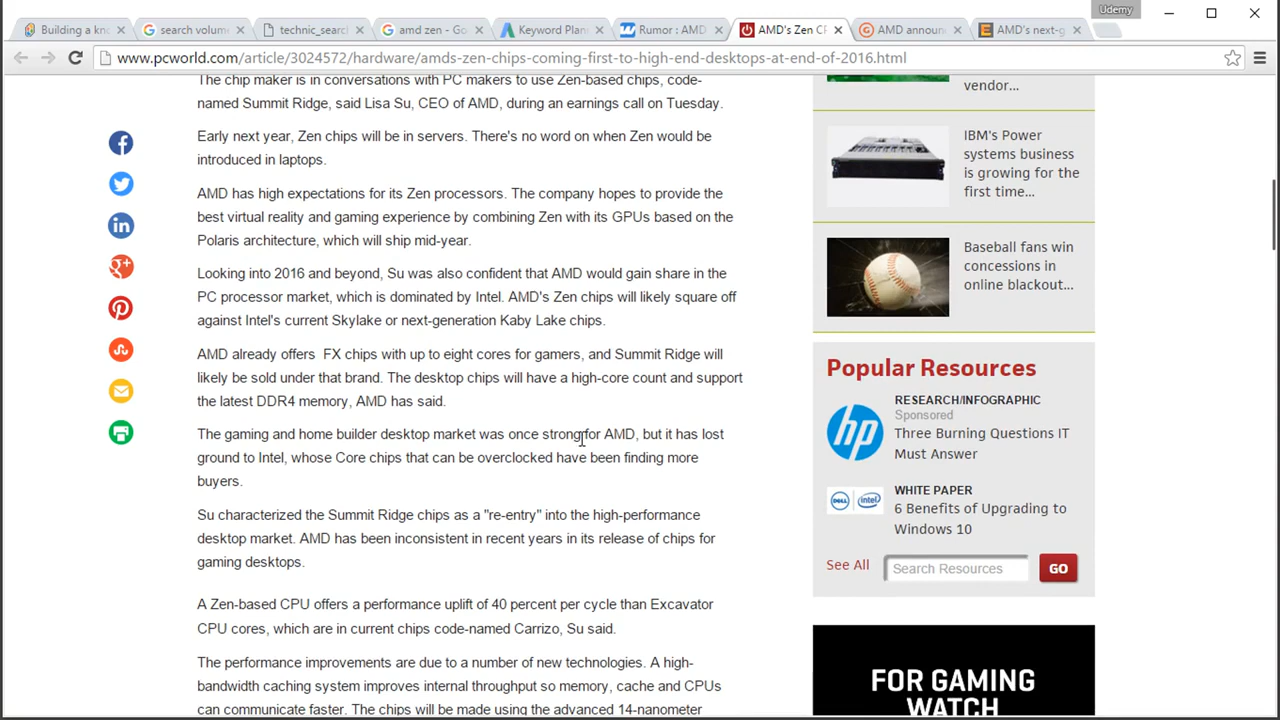 Udemy
Building a kno
search volume
technic_searc
amd zen - Go
Keyword Plan
Rumor : AMD
AMD's Zen CP
AMD announ
AMD's next-g
www.pcworld.com/article/3024572/hardware/amds-zen-chips-coming-first-to-high-end-desktops-at-end-of-2016.html
The chip maker is in conversations with PC makers to use Zen-based chips, code-
named Summit Ridge, said Lisa Su, CEO of AMD, during an earnings call on Tuesday.
Early next year, Zen chips will be in servers. There's no word on when Zen would be
introduced in laptops.
AMD has high expectations for its Zen processors. The company hopes to provide the
best virtual reality and gaming experience by combining Zen with its GPUs based on the
Polaris architecture, which will ship mid-year.
Looking into 2016 and beyond, Su was also confident that AMD would gain share in the
PC processor market, which is dominated by Intel. AMD's Zen chips will likely square off
against Intel's current Skylake or next-generation Kaby Lake chips.
AMD already offers FX chips with up to eight cores for gamers, and Summit Ridge will
likely be sold under that brand. The desktop chips will have a high-core count and support
the latest DDR4 memory, AMD has said.
The gaming and home builder desktop market was once strong for AMD, but it has lost
ground to Intel, whose Core chips that can be overclocked have been finding more
buyers.
Su characterized the Summit Ridge chips as a "re-entry" into the high-performance
desktop market. AMD has been inconsistent in recent years in its release of chips for
gaming desktops.
A Zen-based CPU offers a performance uplift of 40 percent per cycle than Excavator
CPU cores, which are in current chips code-named Carrizo, Su said.
The performance improvements are due to a number of new technologies. A high-
bandwidth caching system improves internal throughput so memory, cache and CPUs
can communicate faster. The chips will be made using the advanced 14-nanometer
vendor...
IBM's Power
systems business
is growing for the
first time...
Baseball fans win
concessions in
online blackout...
Popular Resources
hp
RESEARCH/INFOGRAPHIC
Sponsored
Three Burning Questions IT
Must Answer
DELL
intel
WHITE PAPER
6 Benefits of Upgrading to
Windows 10
See All
Search Resources
GO
FOR GAMING
WATCH